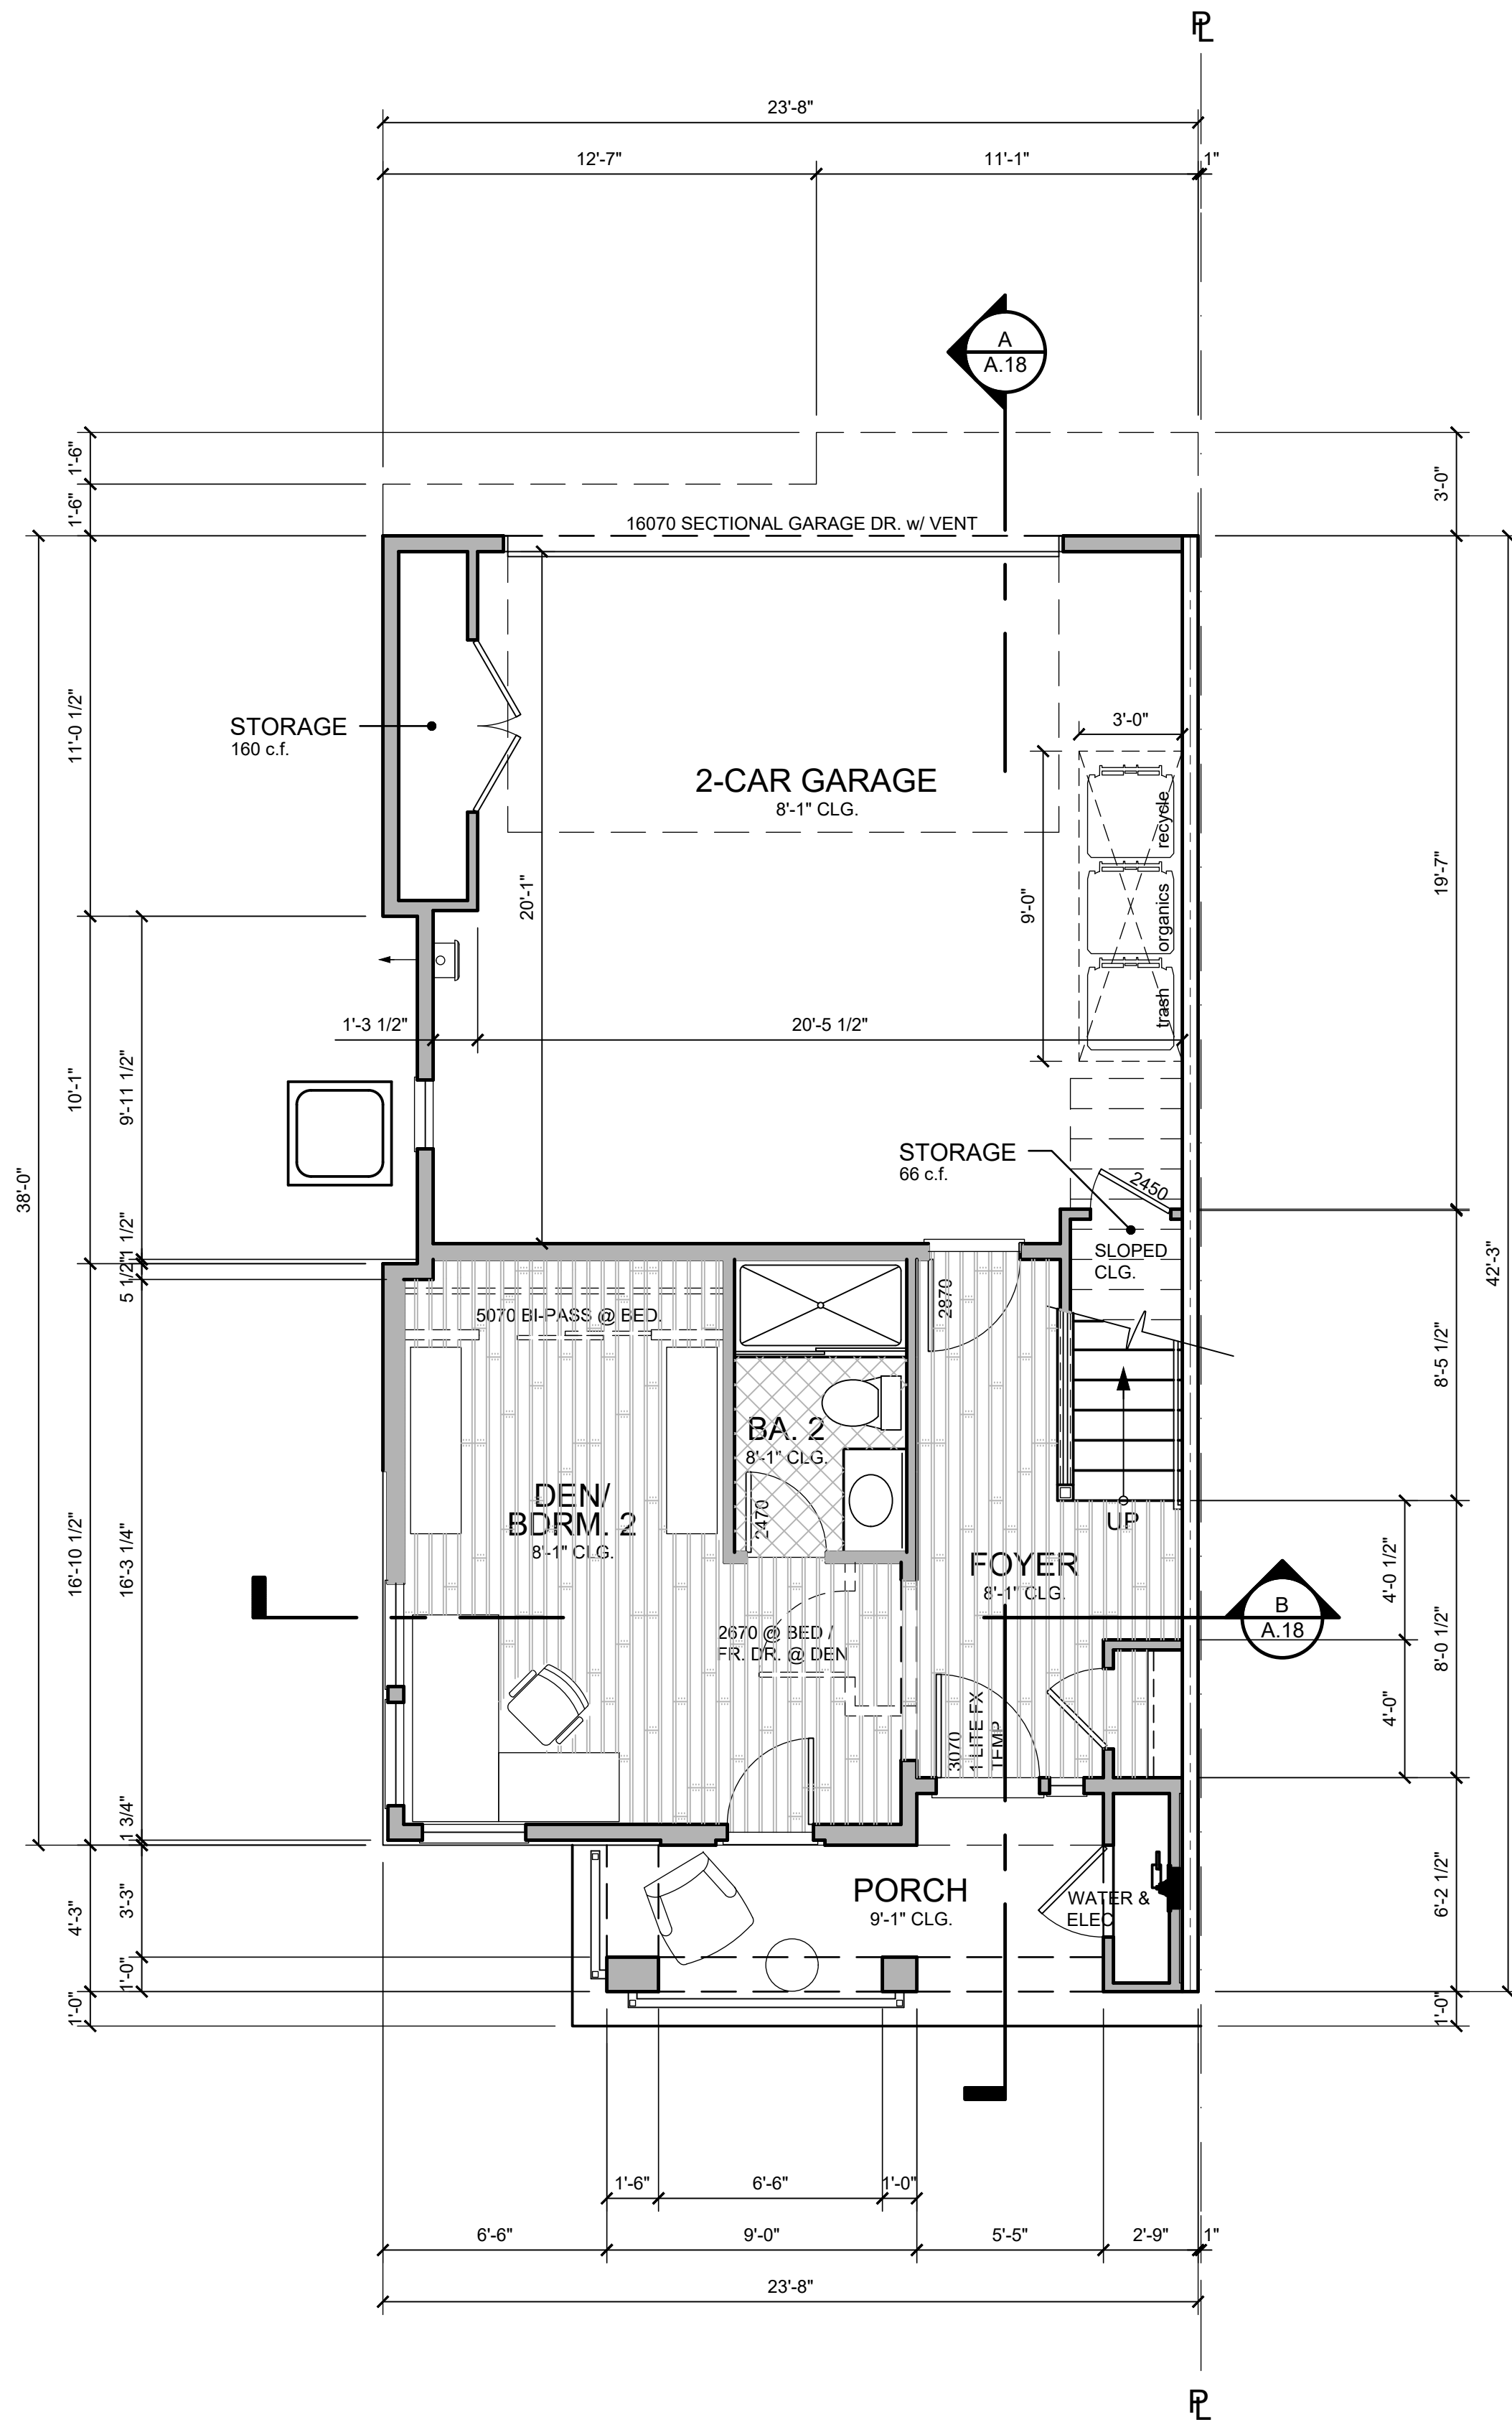 PL
23'-8"
12'-7"
11'-1"
1"
A
A.18
1'-6"
1'-6"
3'-0"
16070 SECTIONAL GARAGE DR. w/ VENT
STORAGE
160 c.f.
11'-0 1/2"
3'-0"
2-CAR GARAGE
8'-1" CLG.
recycle
organics
trash
20'-1"
9'-0"
19'-7"
1'-3 1/2"
20'-5 1/2"
10'-1"
9'-11 1/2"
38'-0"
42'-3"
STORAGE
66 c.f.
2450
1 1/2"
5 1/2"
SLOPED
CLG.
2870
5070 BI-PASS @ BED.
8'-5 1/2"
BA. 2
8'-1" CLG.
2470
DEN/
BDRM. 2
8'-1" CLG.
UP
FOYER
8'-1" CLG.
16'-10 1/2"
16'-3 1/4"
4'-0 1/2"
8'-0 1/2"
B
A.18
2670 @ BED /
FR. DR. @ DEN
3070
1 LITE FX
TEMP
4'-0"
1 3/4"
PORCH
9'-1" CLG.
WATER &
ELEC
4'-3"
3'-3"
6'-2 1/2"
1'-0"
1'-0"
1'-0"
1'-6"
6'-6"
1'-0"
6'-6"
9'-0"
5'-5"
2'-9"
1"
23'-8"
PL